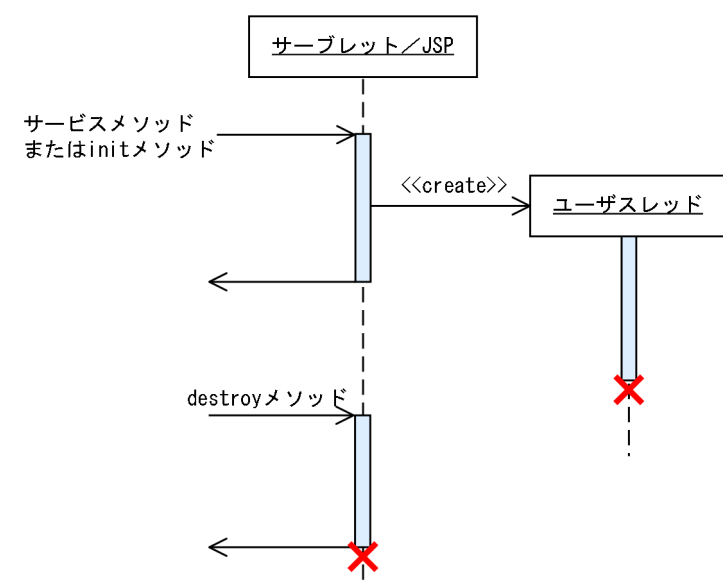 サーブレット／JSP
サービスメソッド
またはinitメソッド
<<create>>
ユーザスレッド
destroyメソッド